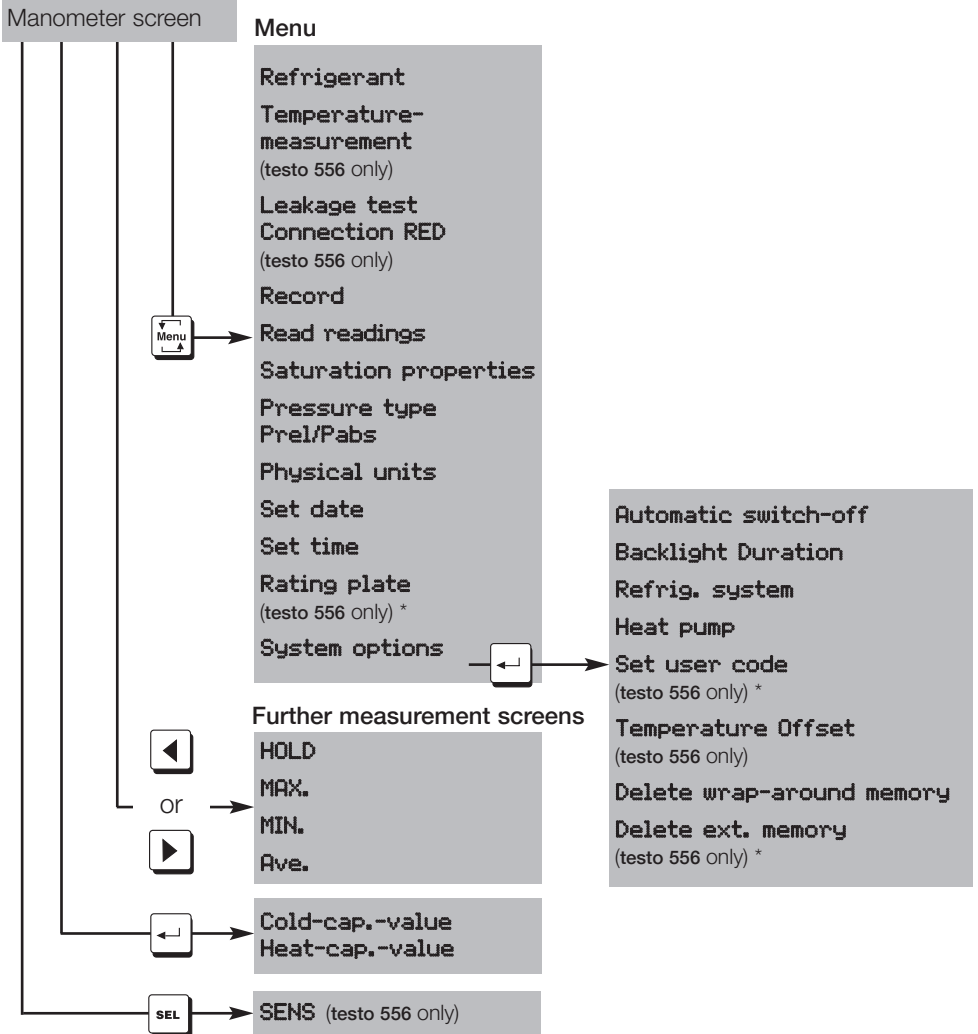 Manometer screen
Menu
Refrigerant
Temperature-
measurement
(testo 556 only)
Leakage test
Connection RED
(testo 556 only)
Record
Menu
Read readings
Saturation properties
Pressure type
Prel/Pabs
Physical units
Set date
Set time
Rating plate
(testo 556 only) *
System options
Automatic switch-off
Backlight Duration
Refrig. system
Heat pump
Set user code
(testo 556 only) *
Temperature Offset
(testo 556 only)
Delete wrap-around memory
Delete ext. memory
(testo 556 only) *
Further measurement screens
or
HOLD
MAX.
MIN.
Ave.
Cold-cap.-value
Heat-cap.-value
SEL
SENS (testo 556 only)